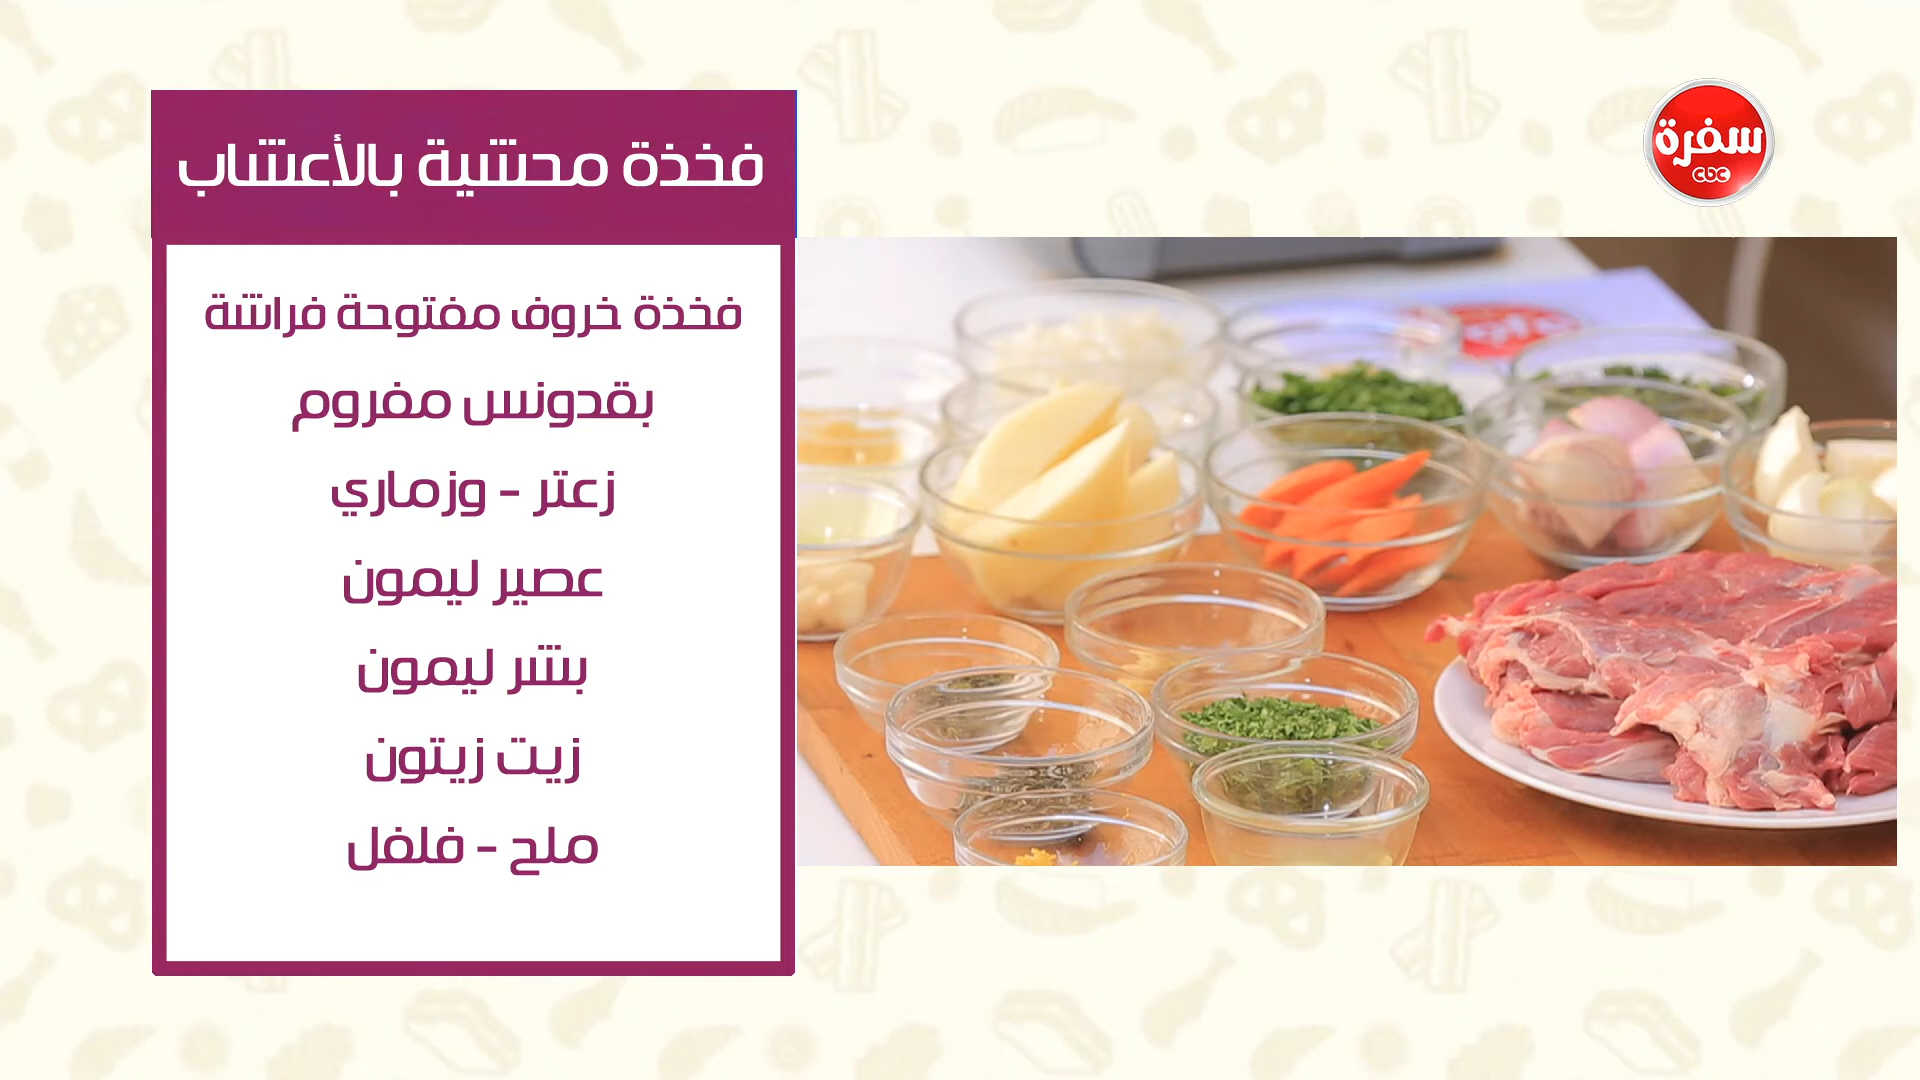 فخذة محشية بالأعشاب
فخذة خروف مفتوحة فراشة
بقدونس مفروم
زعتر - وزماري
عصير ليمون
بشر ليمون
زيت زيتون
ملح - فلفل
سفرة
cbc